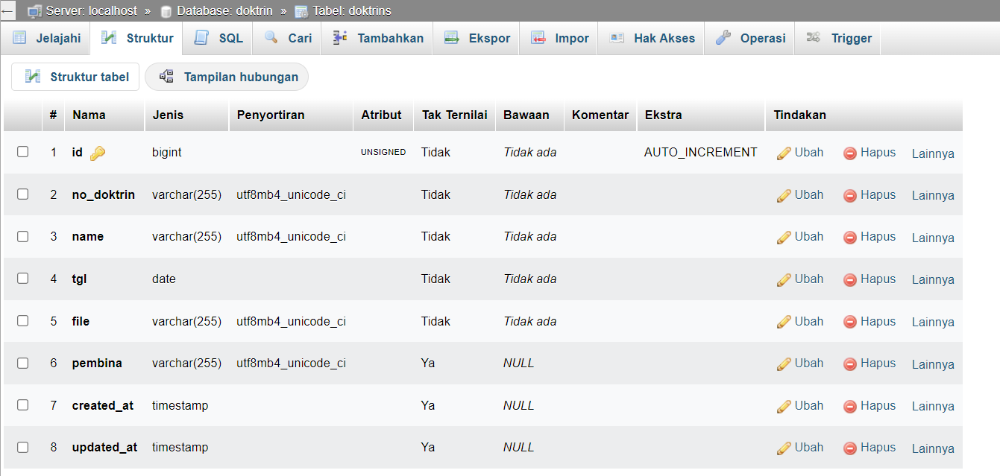 Server: localhost » Database: doktrin » Tabel: doktrins
Jelajahi Struktur SQL Cari Tambahkan Ekspor Impor Hak Akses Operasi Trigger
Struktur tabel Tampilan hubungan
# Nama Jenis Penyortiran Atribut Tak Ternilai Bawaan Komentar Ekstra Tindakan
1 id bigint UNSIGNED Tidak Tidak ada AUTO_INCREMENT Ubah Hapus Lainnya
2 no_doktrin varchar(255) utf8mb4_unicode_ci Tidak Tidak ada Ubah Hapus Lainnya
3 name varchar(255) utf8mb4_unicode_ci Tidak Tidak ada Ubah Hapus Lainnya
4 tgl date Tidak Tidak ada Ubah Hapus Lainnya
5 file varchar(255) utf8mb4_unicode_ci Tidak Tidak ada Ubah Hapus Lainnya
6 pembina varchar(255) utf8mb4_unicode_ci Ya NULL Ubah Hapus Lainnya
7 created_at timestamp Ya NULL Ubah Hapus Lainnya
8 updated_at timestamp Ya NULL Ubah Hapus Lainnya